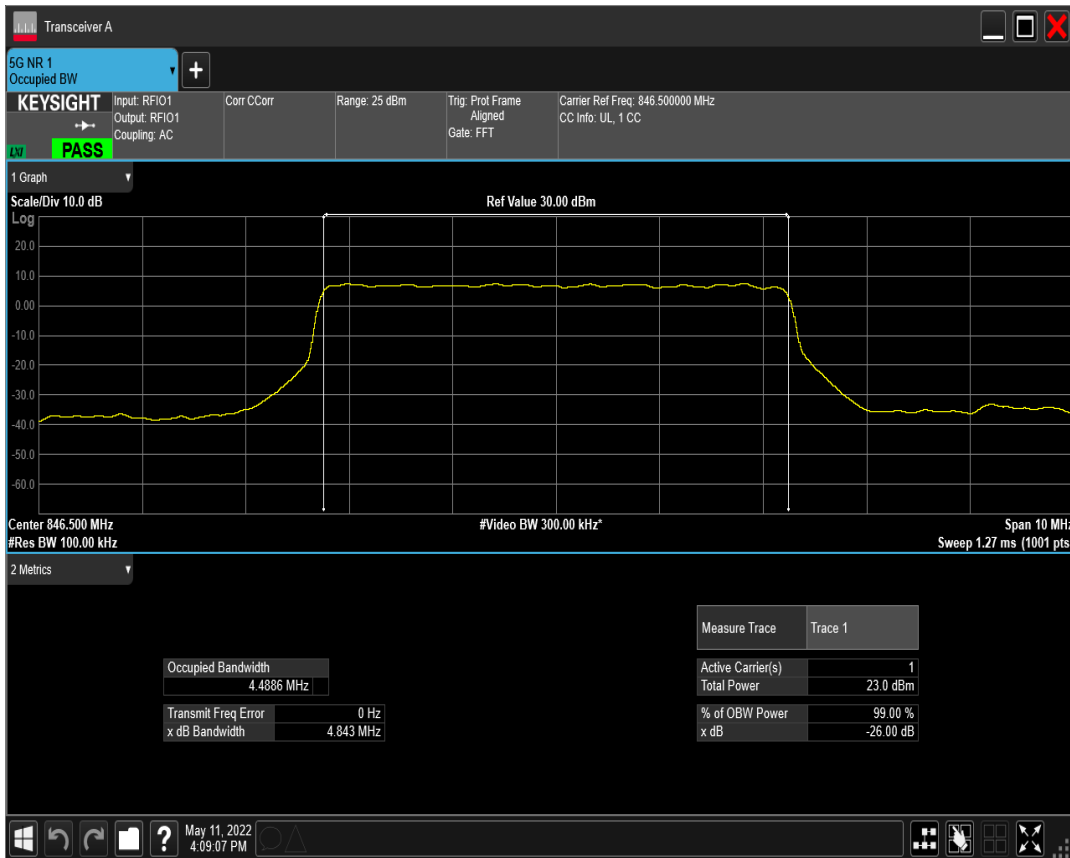 Transceiver A
5G NR 1
Occupied BW
+
KEYSIGHT
LXI
PASS
Input: RFIO1
Output: RFIO1
Coupling: AC
Corr CCorr
Range: 25 dBm
Trig: Prot Frame
Aligned
Gate: FFT
Carrier Ref Freq: 846.500000 MHz
CC Info: UL, 1 CC
1 Graph
Scale/Div 10.0 dB
Ref Value 30.00 dBm
Log
20.0
10.0
0.00
-10.0
-20.0
-30.0
-40.0
-50.0
-60.0
Center 846.500 MHz
#Video BW 300.00 kHz*
Span 10 MHz
#Res BW 100.00 kHz
Sweep 1.27 ms (1001 pts
2 Metrics
Measure Trace Trace 1
Occupied Bandwidth
4.4886 MHz
Active Carrier(s) 1
Total Power 23.0 dBm
Transmit Freq Error 0 Hz
x dB Bandwidth 4.843 MHz
% of OBW Power 99.00 %
x dB -26.00 dB
?
May 11, 2022
4:09:07 PM